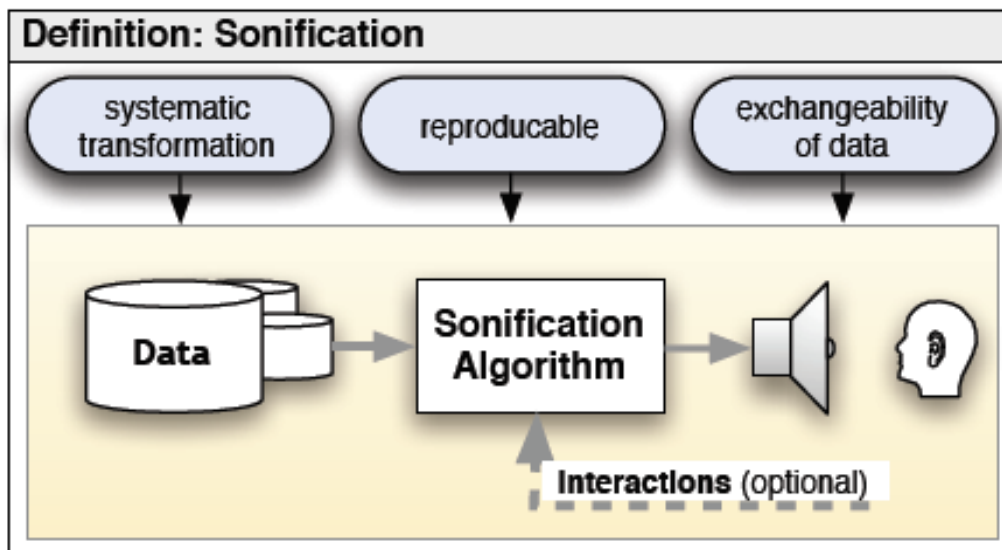 Definition: Sonification
systematic
transformation
reproducable
exchangeability
of data
Data
Sonification
Algorithm
Interactions (optional)